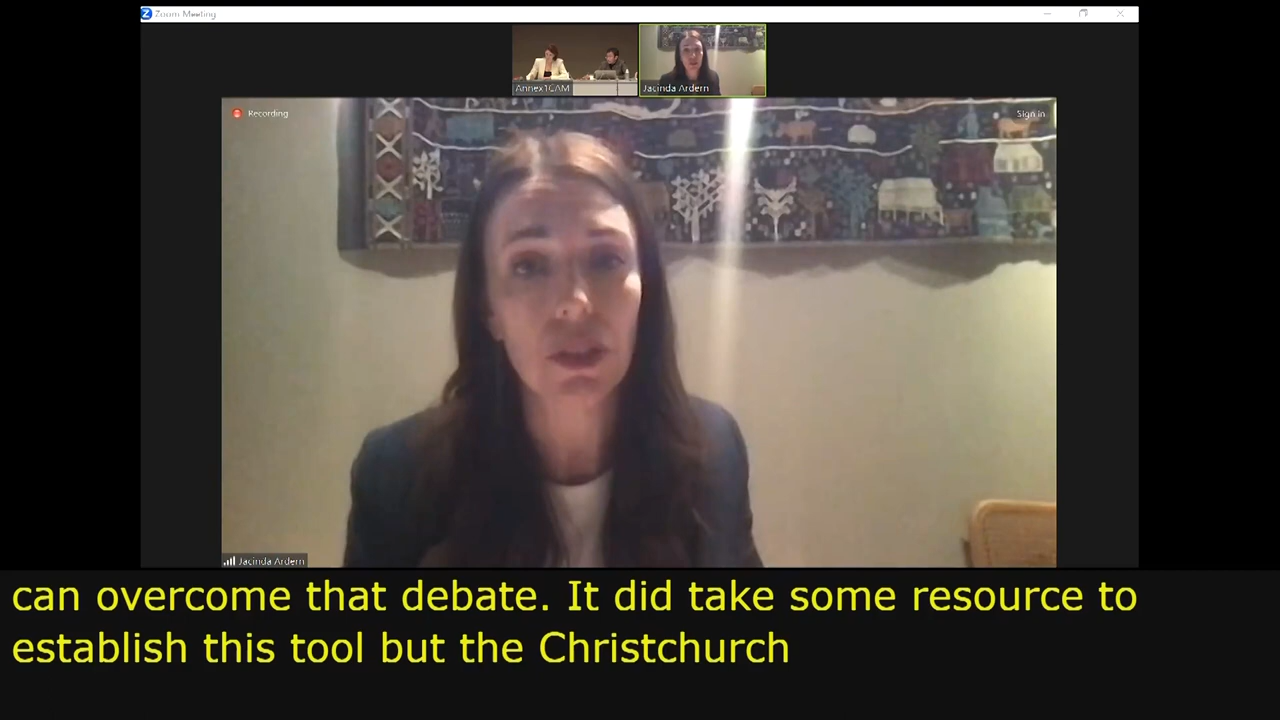 Zoom Meeting
Annex1CAM
Jacinda Ardern
Recording
Sign in
Jacinda Ardern
can overcome that debate. It did take some resource to
establish this tool but the Christchurch